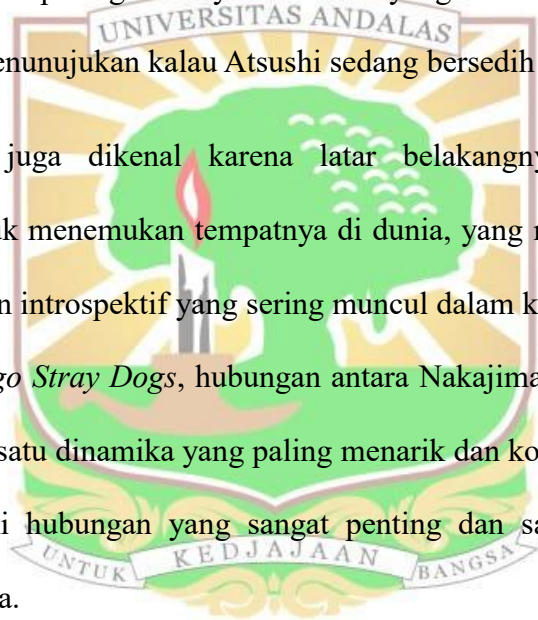 UNIVERSITAS ANDALAS
enunujukan kalau Atsushi sedang bersedih
juga dikenal karena latar belakangny
uk menemukan tempatnya di dunia, yang
n introspektif yang sering muncul dalam
go Stray Dogs, hubungan antara Nakajima
satu dinamika yang paling menarik dan
i hubungan yang sangat penting dan
UNTUK KEDJAJAAN BANGSA
a.